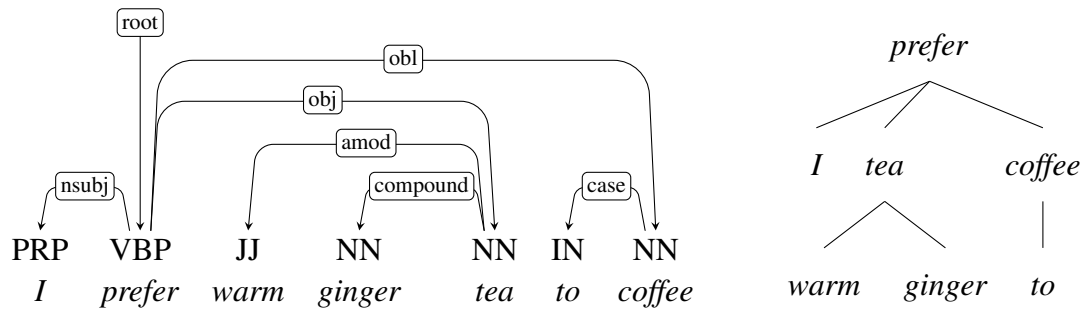 root
obl
obj
amod
nsubj compound case
PRP VBP JJ NN NN IN NN
I prefer warm ginger tea to coffee
prefer
I tea coffee
warm ginger to